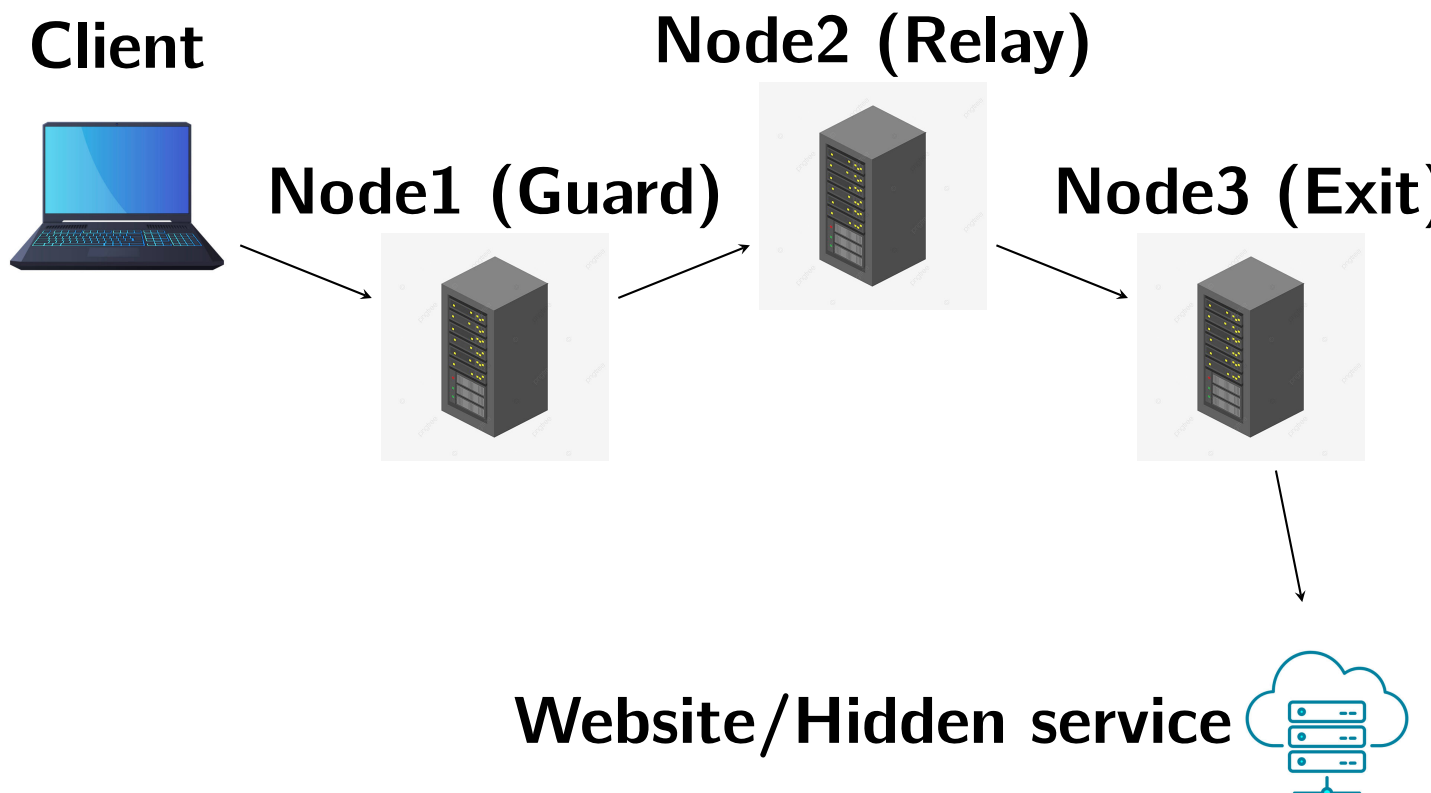 Client
Node2 (Relay)
Node1 (Guard)
Node3 (Exit)
Website/Hidden service